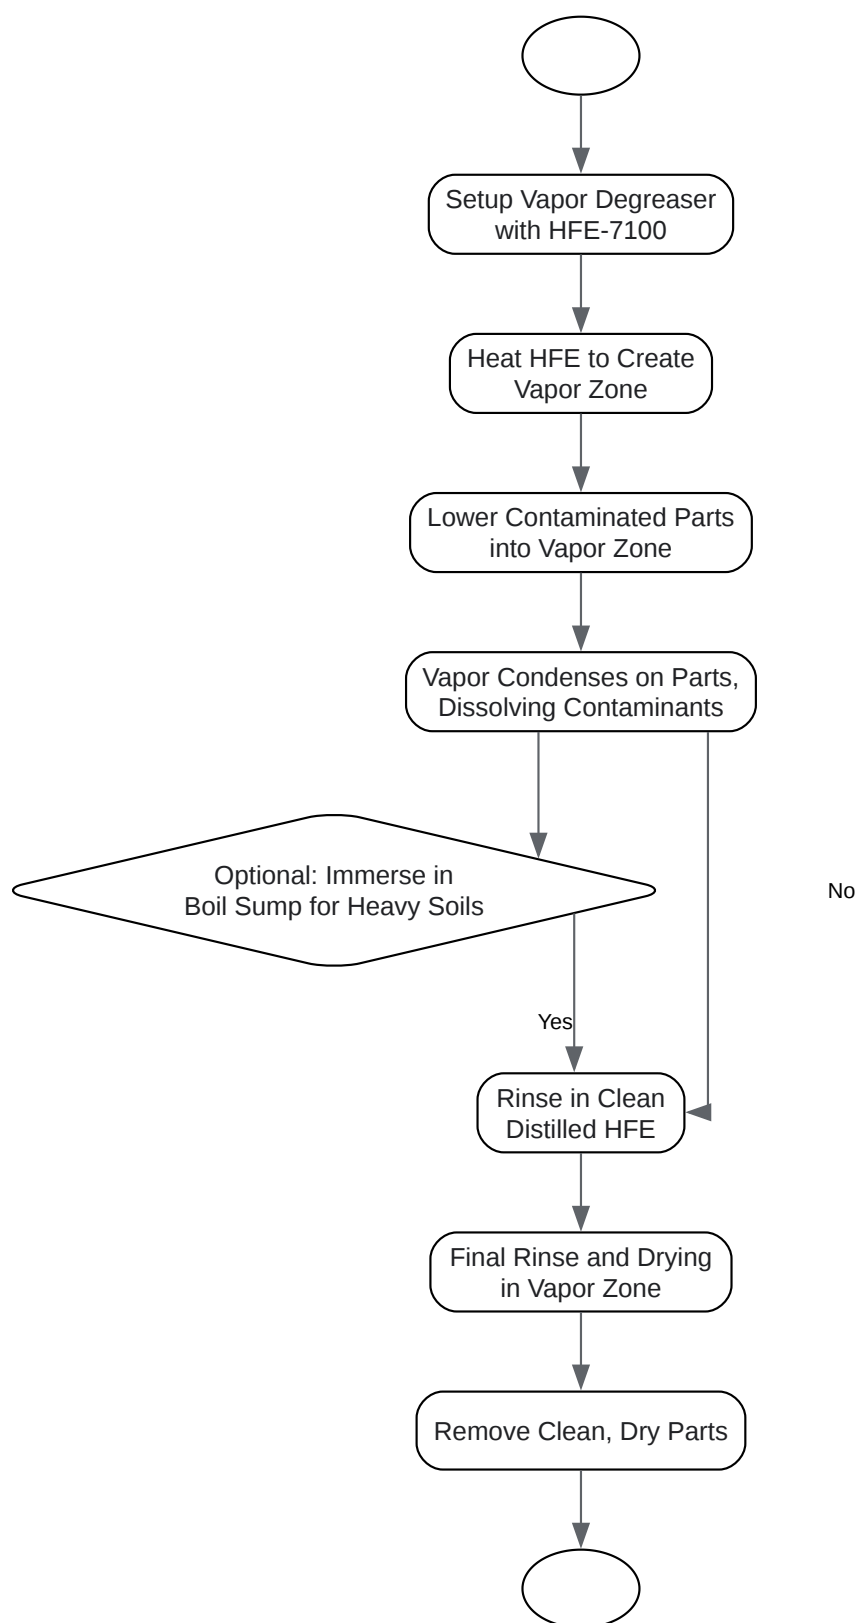 Setup Vapor Degreaser
with HFE-7100
Heat HFE to Create
Vapor Zone
Lower Contaminated Parts
into Vapor Zone
Vapor Condenses on Parts,
Dissolving Contaminants
Optional: Immerse in
Boil Sump for Heavy Soils
No
Yes
Rinse in Clean
Distilled HFE
Final Rinse and Drying
in Vapor Zone
Remove Clean, Dry Parts